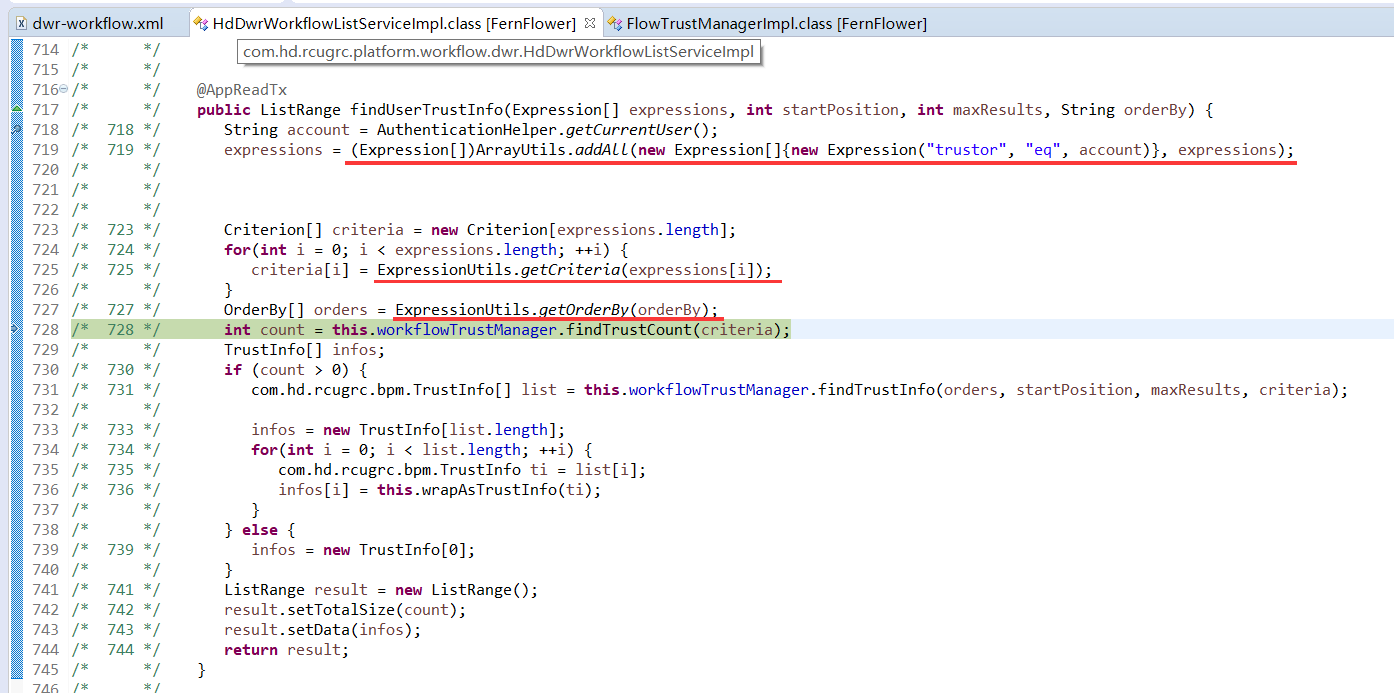 dwr-workflow.xml HdDwrWorkflowListServiceImpl.class [FernFlower] FlowTrustManagerImpl.class [FernFlower]
714 /* */
com.hd.rcugrc.platform.workflow.dwr.HdDwrWorkflowListServiceImpl
715 /* */
716 /* */ @AppReadTx
717 /* */ public ListRange findUserTrustInfo(Expression[] expressions, int startPosition, int maxResults, String orderBy) {
718 /* 718 */ String account = AuthenticationHelper.getCurrentUser();
719 /* 719 */ expressions = (Expression[])ArrayUtils.addAll(new Expression[]{new Expression("trustor", "eq", account)}, expressions);
720 /* */
721 /* */
722 /* */
723 /* 723 */ Criterion[] criteria = new Criterion[expressions.length];
724 /* 724 */ for(int i = 0; i < expressions.length; ++i) {
725 /* 725 */ criteria[i] = ExpressionUtils.getCriteria(expressions[i]);
726 /* */ }
727 /* 727 */ OrderBy[] orders = ExpressionUtils.getOrderBy(orderBy);
728 /* 728 */ int count = this.workflowTrustManager.findTrustCount(criteria);
729 /* */ TrustInfo[] infos;
730 /* 730 */ if (count > 0) {
731 /* 731 */ com.hd.rcugrc.bpm.TrustInfo[] list = this.workflowTrustManager.findTrustInfo(orders, startPosition, maxResults, criteria);
732 /* */
733 /* 733 */ infos = new TrustInfo[list.length];
734 /* 734 */ for(int i = 0; i < list.length; ++i) {
735 /* 735 */ com.hd.rcugrc.bpm.TrustInfo ti = list[i];
736 /* 736 */ infos[i] = this.wrapAsTrustInfo(ti);
737 /* */ }
738 /* */ } else {
739 /* 739 */ infos = new TrustInfo[0];
740 /* */ }
741 /* 741 */ ListRange result = new ListRange();
742 /* 742 */ result.setTotalSize(count);
743 /* 743 */ result.setData(infos);
744 /* 744 */ return result;
745 /* */ }
746 /* */